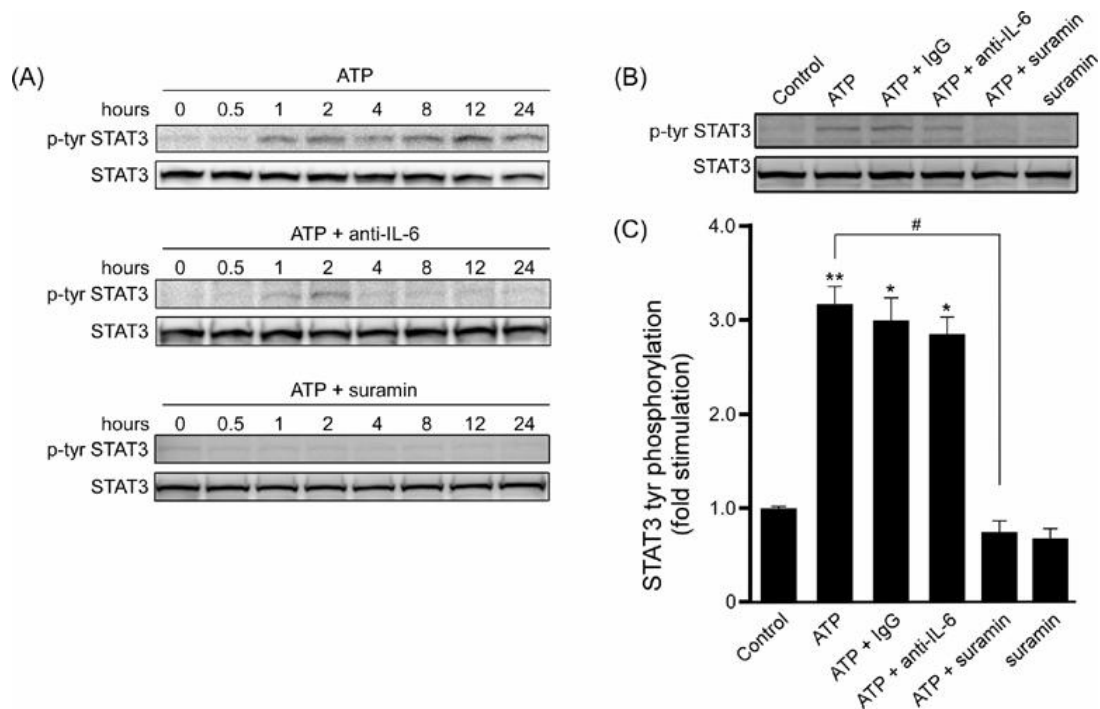 (A)
ATP
hours 0 0.5 1 2 4 8 12 24
p-tyr STAT3
STAT3
ATP + anti-IL-6
hours 0 0.5 1 2 4 8 12 24
p-tyr STAT3
STAT3
ATP + suramin
hours 0 0.5 1 2 4 8 12 24
p-tyr STAT3
STAT3
(B)
Control ATP ATP + IgG ATP + anti-IL-6 ATP + suramin suramin
p-tyr STAT3
STAT3
(C)
STAT3 tyr phosphorylation
(fold stimulation)
4.0
3.0
2.0
1.0
0
#
** * *
Control ATP ATP + IgG ATP + anti-IL-6 ATP + suramin suramin